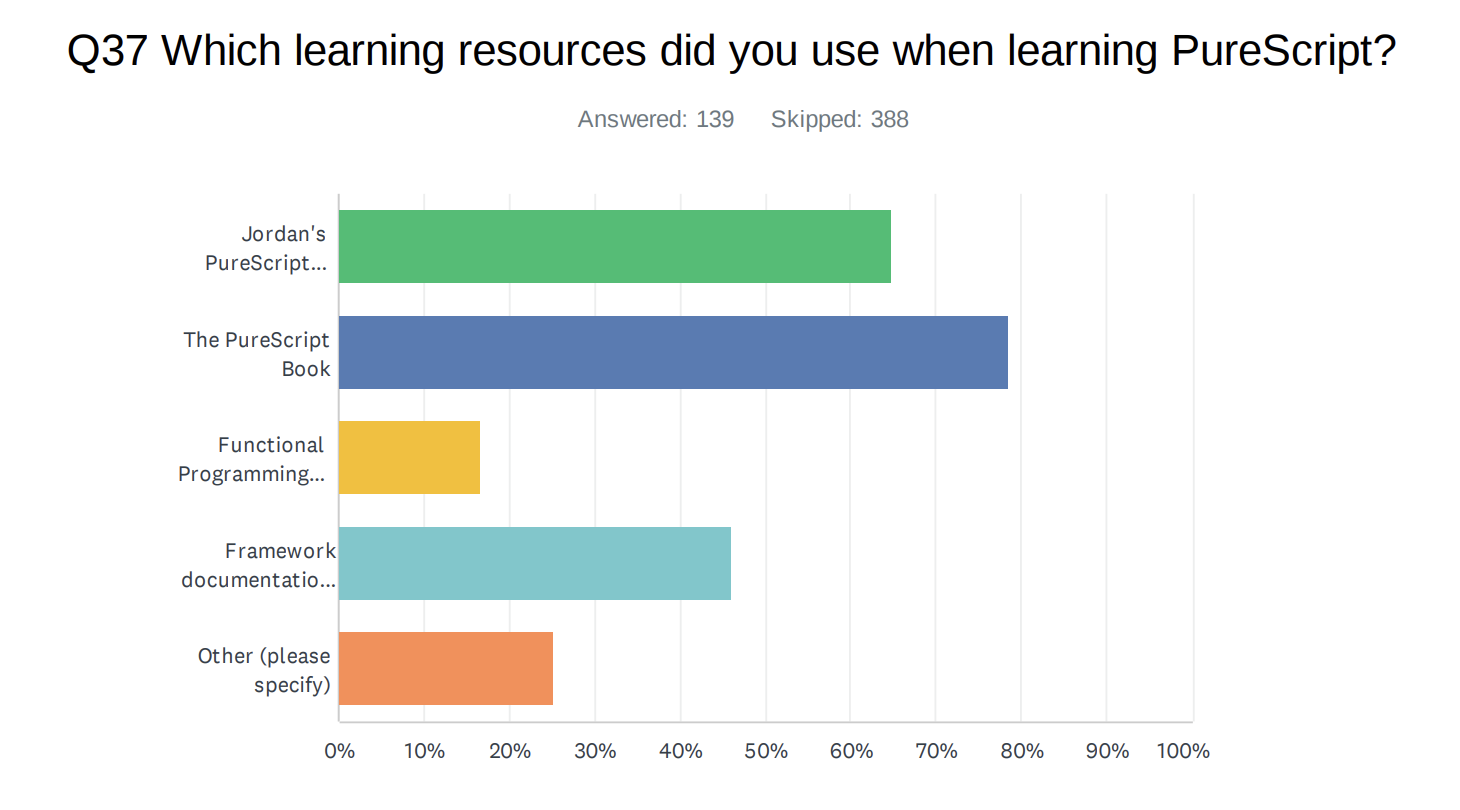 Q37 Which learning resources did you use when learning PureScript?
Answered: 139 Skipped: 388
Jordan's
PureScript...
The PureScript
Book
Functional
Programming...
Framework
documentatio...
Other (please
specify)
0% 10% 20% 30% 40% 50% 60% 70% 80% 90% 100%